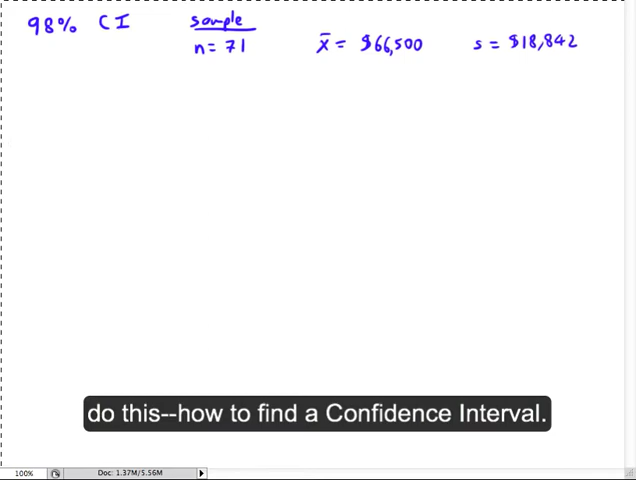 98% CI sample
n = 71 x̄ = $66,500 s = $18,842
do this--how to find a Confidence Interval.
100% Doc: 1.37M/5.56M